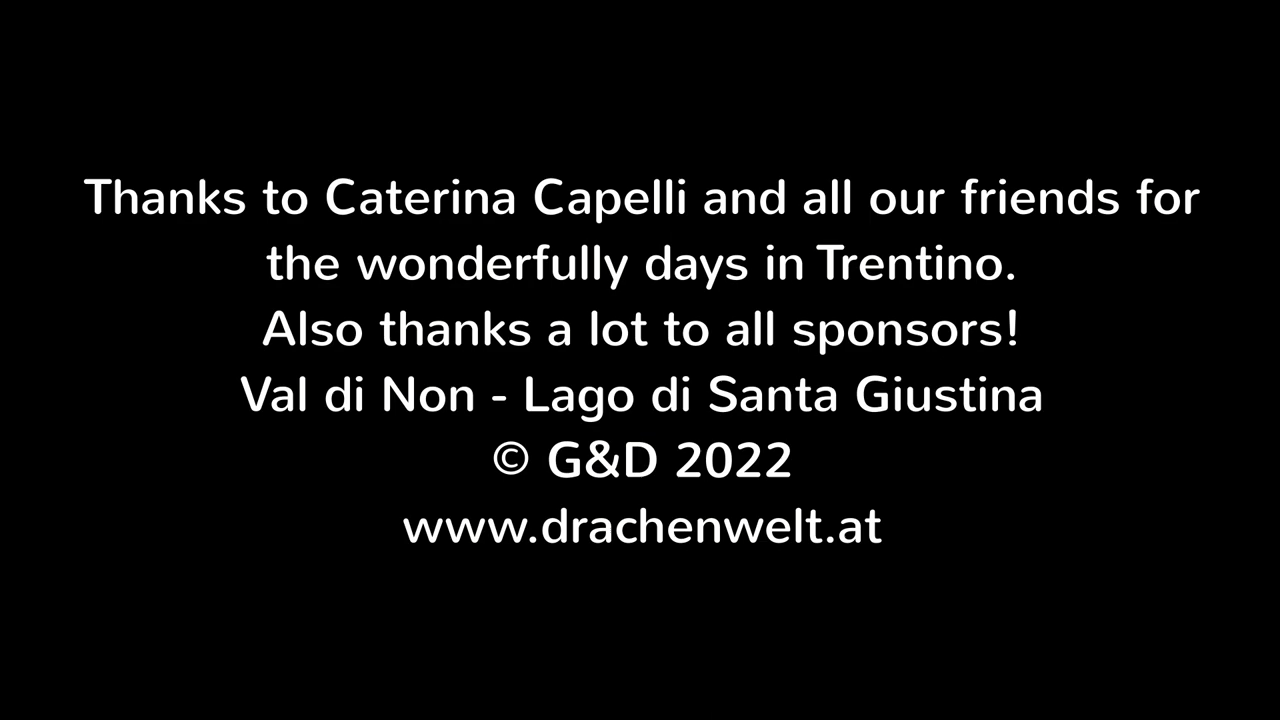 Thanks to Caterina Capelli and all our friends for
the wonderfully days in Trentino.
Also thanks a lot to all sponsors!
Val di Non - Lago di Santa Giustina
© G&D 2022
www.drachenwelt.at